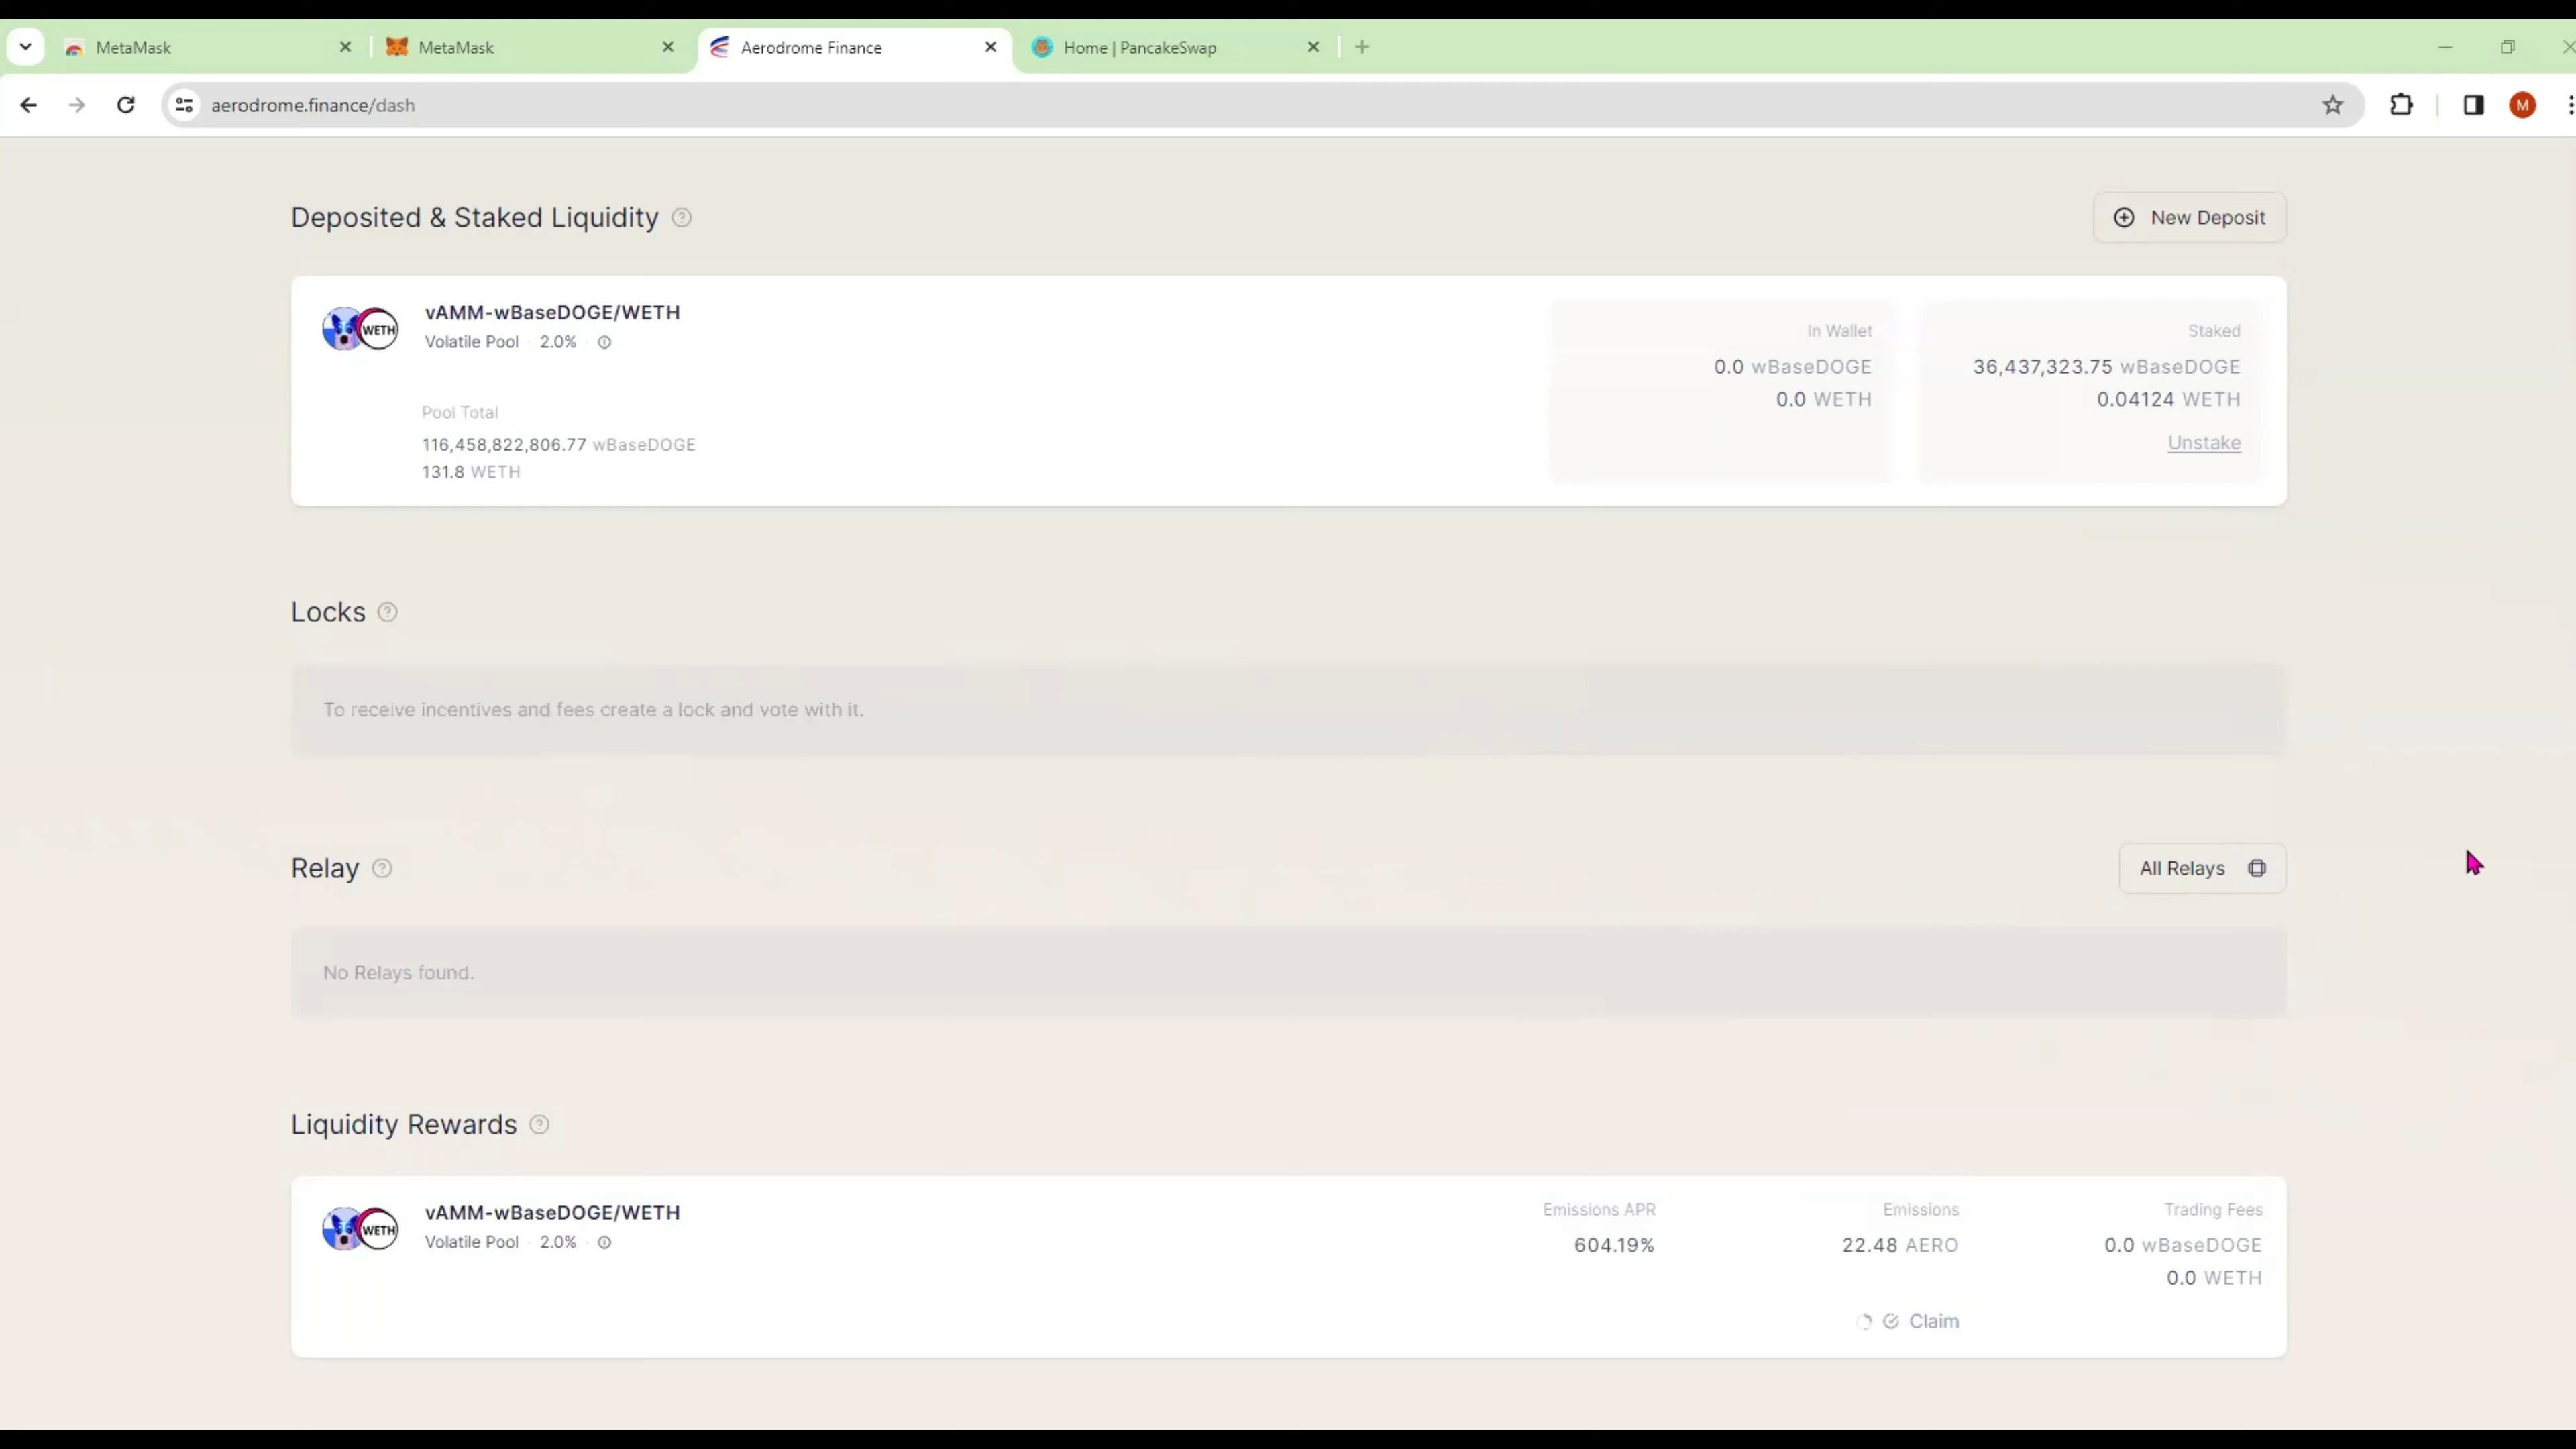 MetaMask
MetaMask
Aerodrome Finance
Home | PancakeSwap
aerodrome.finance/dash
M
Deposited & Staked Liquidity
New Deposit
WETH
vAMM-wBaseDOGE/WETH
Volatile Pool · 2.0%
Pool Total
116,458,822,806.77 wBaseDOGE
131.8 WETH
In Wallet
0.0 wBaseDOGE
0.0 WETH
Staked
36,437,323.75 wBaseDOGE
0.04124 WETH
Unstake
Locks
To receive incentives and fees create a lock and vote with it.
Relay
All Relays
No Relays found.
Liquidity Rewards
WETH
vAMM-wBaseDOGE/WETH
Volatile Pool · 2.0%
Emissions APR
604.19%
Emissions
22.48 AERO
Claim
Trading Fees
0.0 wBaseDOGE
0.0 WETH